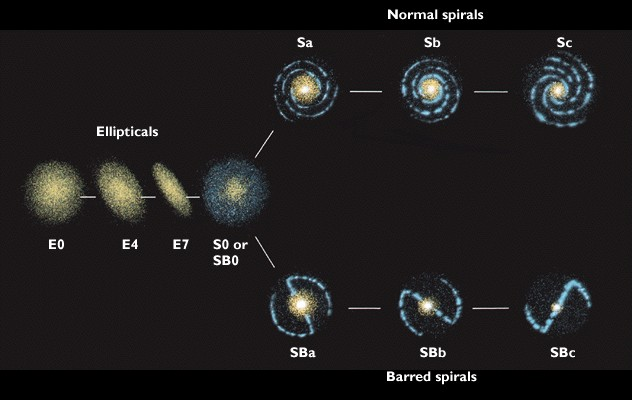 Normal spirals
Sa
Sb
Sc
Ellipticals
E0
E4
E7
S0 or
SB0
SBa
SBb
SBc
Barred spirals